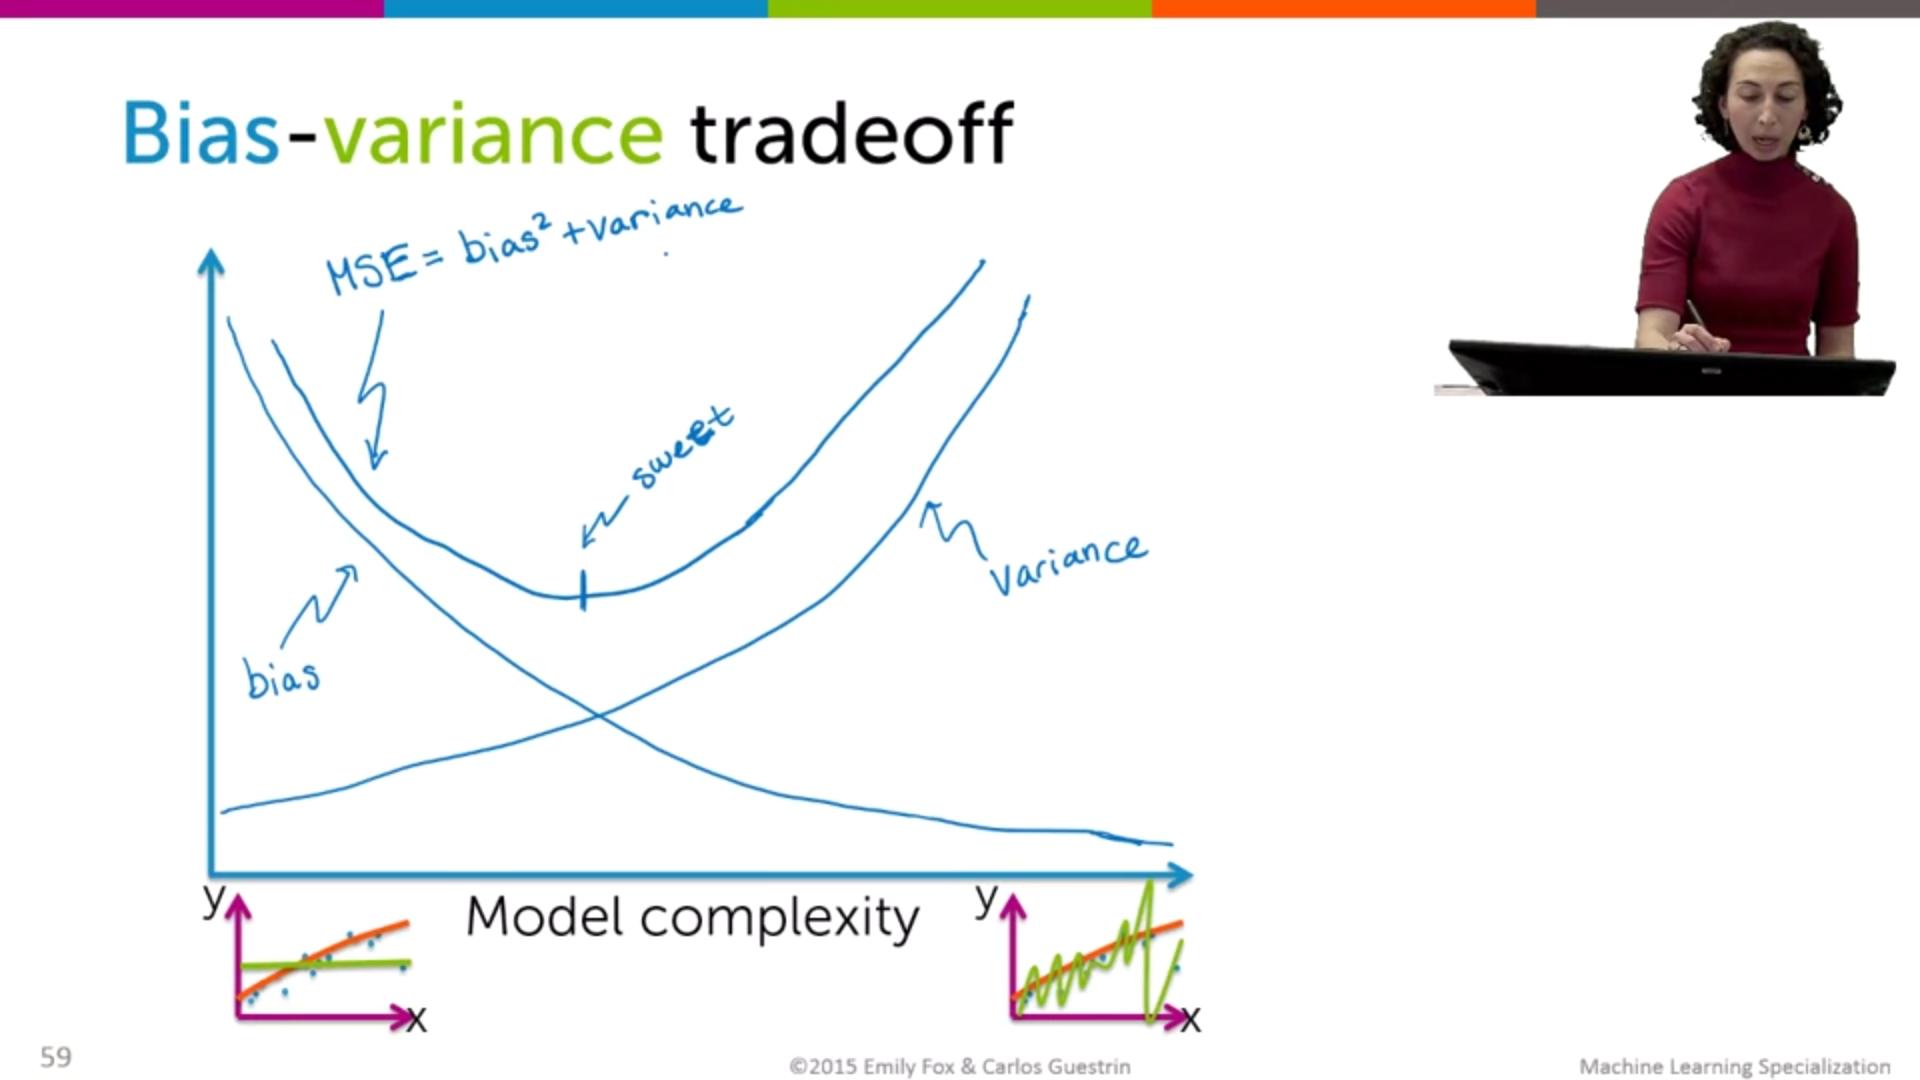 Bias-variance tradeoff
MSE = bias² + variance
sweet
variance
bias
y
Model complexity
y
x
x
59
©2015 Emily Fox & Carlos Guestrin
Machine Learning Specialization